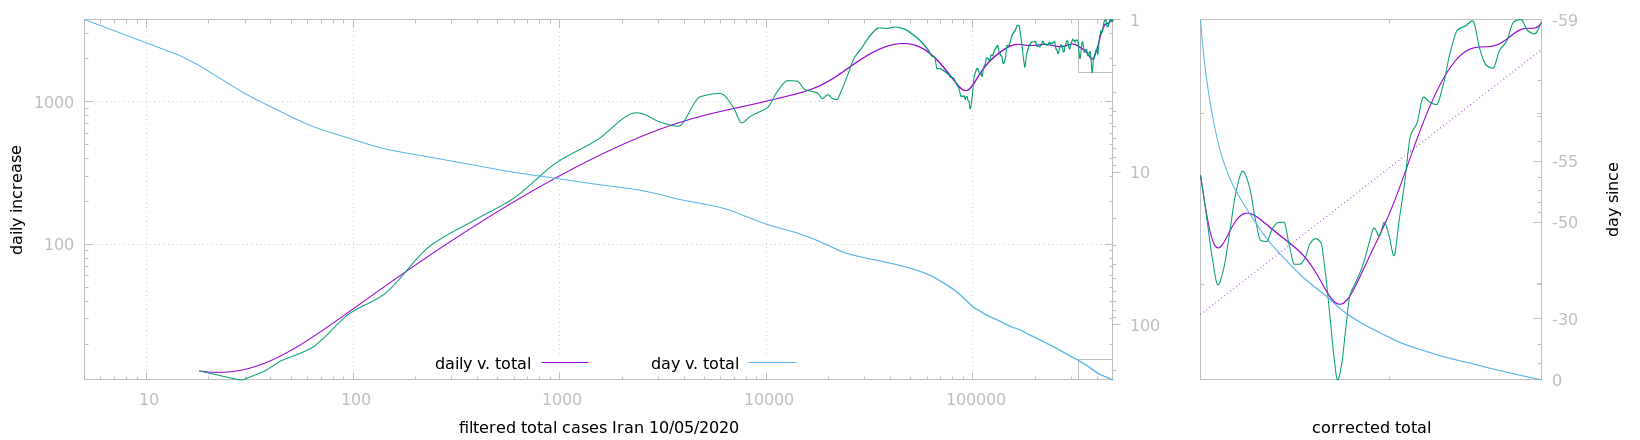 1
-59
1000
daily increase
10
-55
-50
day since
100
100
-30
daily v. total
day v. total
0
10
100
1000
10000
100000
filtered total cases Iran 10/05/2020
corrected total